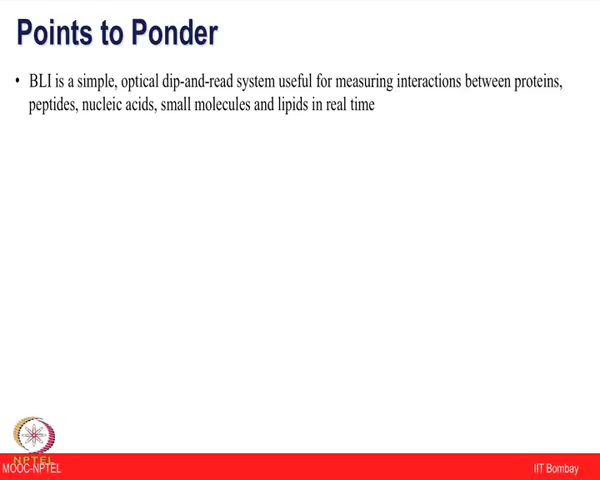 Points to Ponder
• BLI is a simple, optical dip-and-read system useful for measuring interactions between proteins,
peptides, nucleic acids, small molecules and lipids in real time
NPTEL
MOOC-NPTEL
IIT Bombay